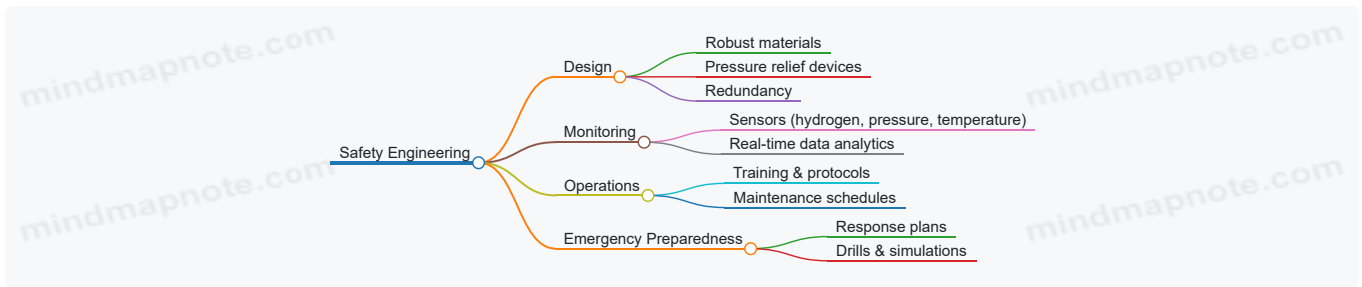 mindmapnote.com
mindmapnote.com
Safety Engineering
Design
Robust materials
Pressure relief devices
Redundancy
Monitoring
Sensors (hydrogen, pressure, temperature)
Real-time data analytics
Operations
Training & protocols
Maintenance schedules
Emergency Preparedness
Response plans
Drills & simulations
mindmapnote.com
mindmapnote.com